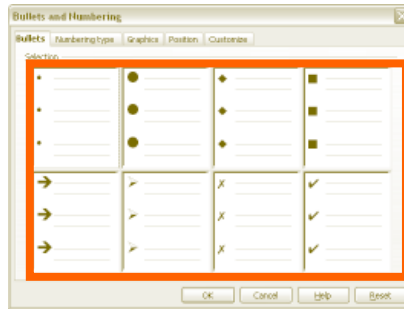 Bullets and Numbering
Bullets Numbering type Graphics Position Customize
Selection
OK Cancel Help Reset